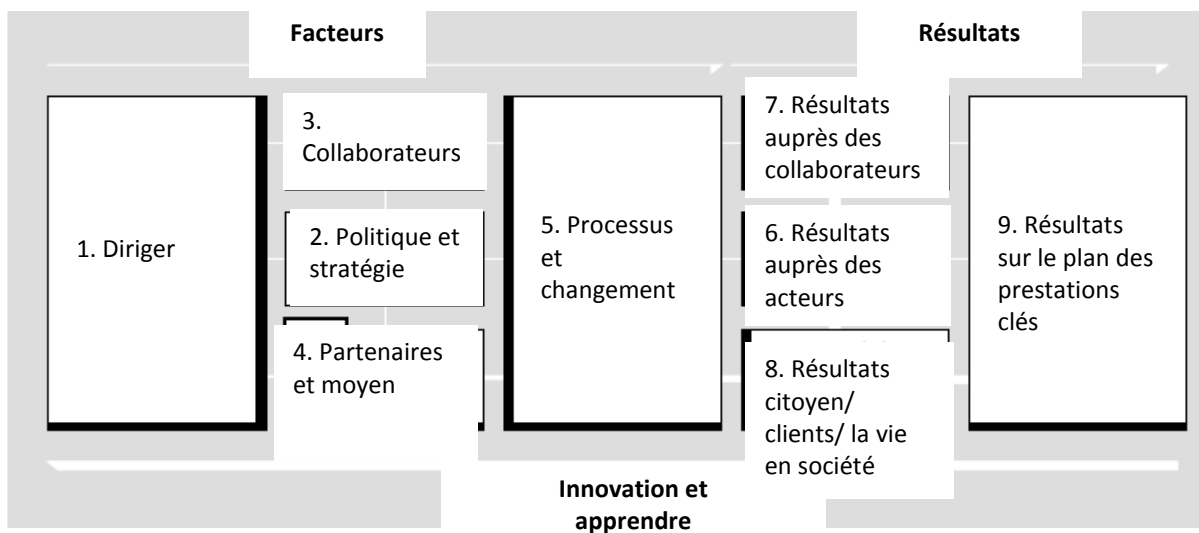 Facteurs
Résultats
1. Diriger
3.
Collaborateurs
2. Politique et
stratégie
4. Partenaires
et moyen
5. Processus
et
changement
7. Résultats
auprès des
collaborateurs
6. Résultats
auprès des
acteurs
8. Résultats
citoyen/
clients/ la vie
en société
9. Résultats
sur le plan des
prestations
clés
Innovation et
apprendre